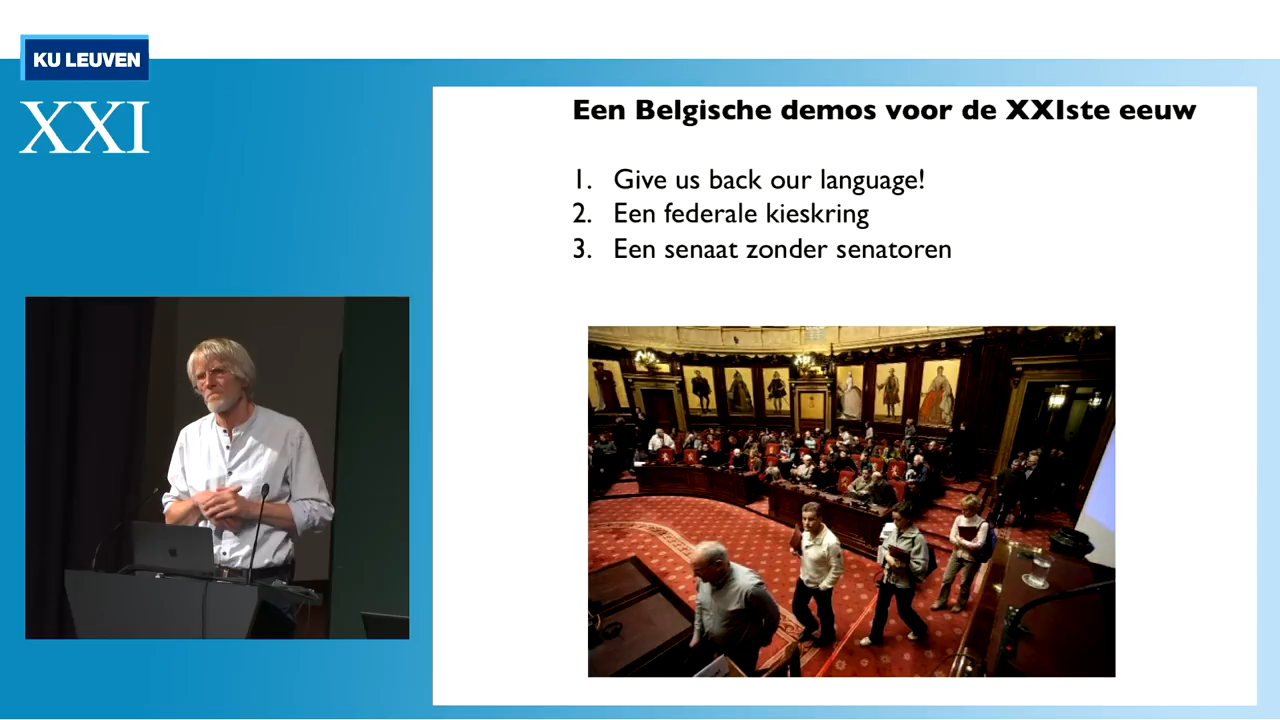 KU LEUVEN
XXI
Een Belgische demos voor de XXIste eeuw
1. Give us back our language!
2. Een federale kieskring
3. Een senaat zonder senatoren